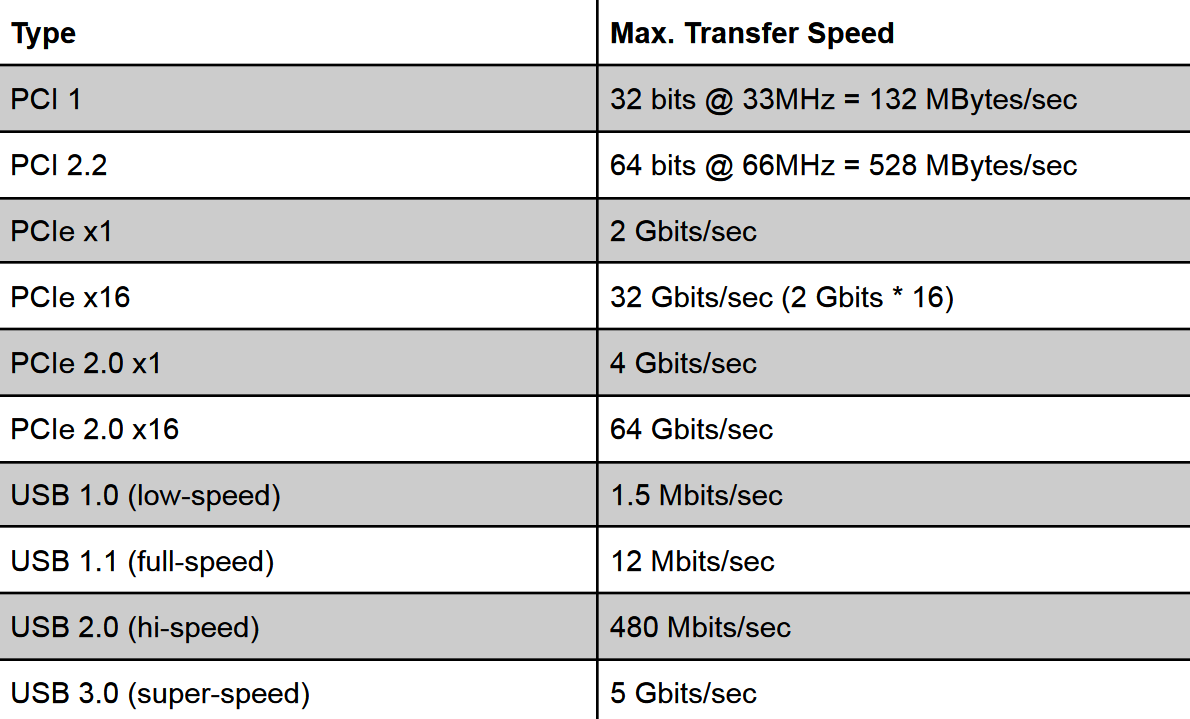 Type Max. Transfer Speed
PCI 1 32 bits @ 33MHz = 132 MBytes/sec
PCI 2.2 64 bits @ 66MHz = 528 MBytes/sec
PCIe x1 2 Gbits/sec
PCIe x16 32 Gbits/sec (2 Gbits * 16)
PCIe 2.0 x1 4 Gbits/sec
PCIe 2.0 x16 64 Gbits/sec
USB 1.0 (low-speed) 1.5 Mbits/sec
USB 1.1 (full-speed) 12 Mbits/sec
USB 2.0 (hi-speed) 480 Mbits/sec
USB 3.0 (super-speed) 5 Gbits/sec